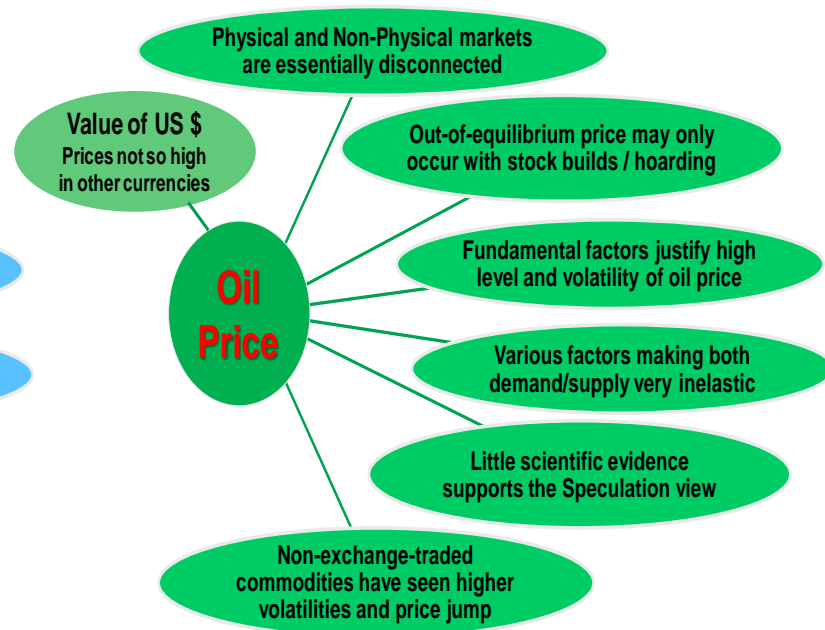 Physical and Non-Physical markets
are essentially disconnected
Value of US $
Prices not so high
in other currencies
Out-of-equilibrium price may only
occur with stock builds / hoarding
Fundamental factors justify high
level and volatility of oil price
Oil
Price
Various factors making both
demand/supply very inelastic
Little scientific evidence
supports the Speculation view
Non-exchange-traded
commodities have seen higher
volatilities and price jump